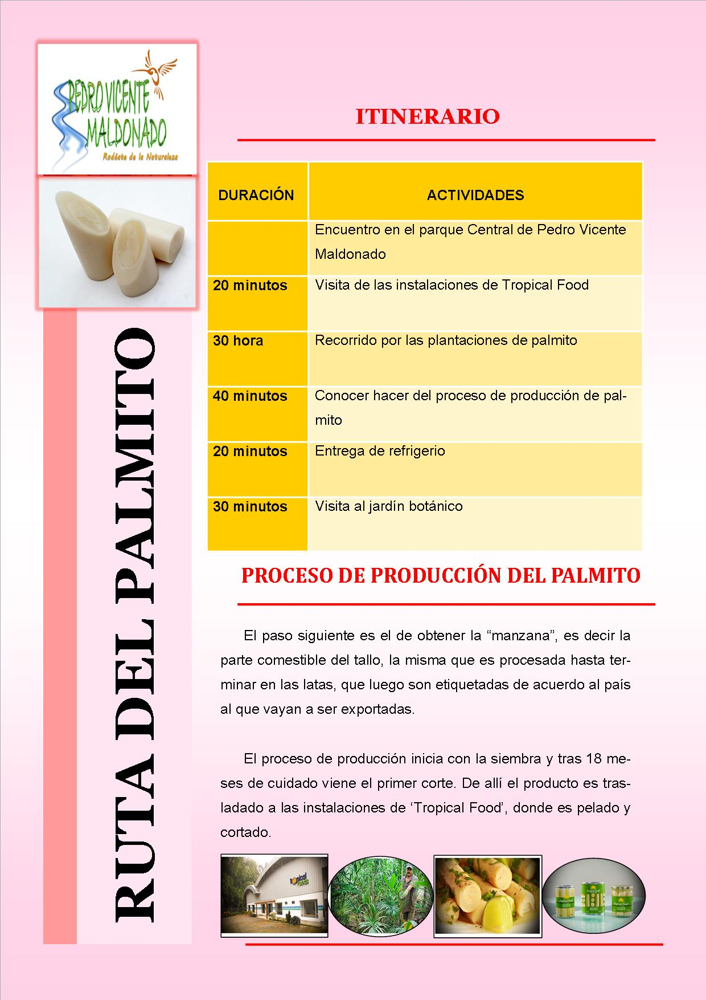 PEDRO VICENTE
MALDONADO
Rodéate de la Naturaleza
RUTA DEL PALMITO
ITINERARIO
DURACIÓN ACTIVIDADES
Encuentro en el parque Central de Pedro Vicente
Maldonado
20 minutos Visita de las instalaciones de Tropical Food
30 hora Recorrido por las plantaciones de palmito
40 minutos Conocer hacer del proceso de producción de pal-
mito
20 minutos Entrega de refrigerio
30 minutos Visita al jardín botánico
PROCESO DE PRODUCCIÓN DEL PALMITO
El paso siguiente es el de obtener la “manzana”, es decir la
parte comestible del tallo, la misma que es procesada hasta ter-
minar en las latas, que luego son etiquetadas de acuerdo al país
al que vayan a ser exportadas.
El proceso de producción inicia con la siembra y tras 18 me-
ses de cuidado viene el primer corte. De allí el producto es tras-
ladado a las instalaciones de ‘Tropical Food’, donde es pelado y
cortado.
Tropical
Foods